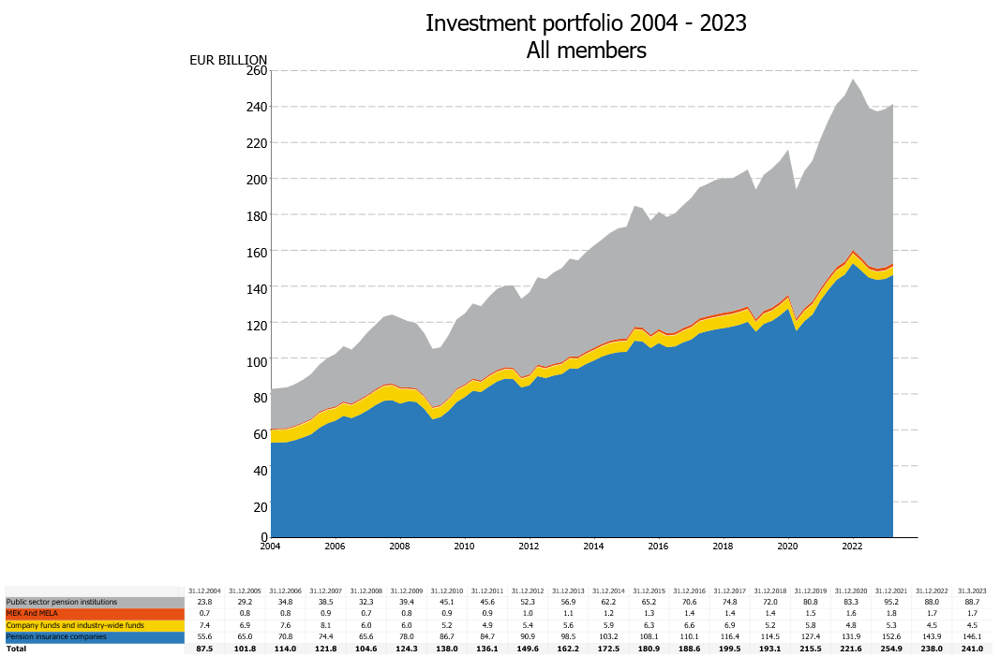 Investment portfolio 2004 - 2023
All members
EUR BILLION
260
240
220
200
180
160
140
120
100
80
60
40
20
0
2004 2006 2008 2010 2012 2014 2016 2018 2020 2022
31.12.2004 31.12.2005 31.12.2006 31.12.2007 31.12.2008 31.12.2009 31.12.2010 31.12.2011 31.12.2012 31.12.2013 31.12.2014 31.12.2015 31.12.2016 31.12.2017 31.12.2018 31.12.2019 31.12.2020 31.12.2021 31.12.2022 31.3.2023
Public sector pension institutions 23.8 29.2 34.8 38.5 32.3 39.4 45.1 45.6 52.3 56.9 62.2 65.2 70.6 74.8 72.0 80.8 83.3 95.2 88.0 88.7
MEK And MELA 0.7 0.8 0.8 0.9 0.7 0.8 0.9 0.9 1.0 1.1 1.2 1.3 1.4 1.4 1.4 1.5 1.6 1.8 1.7 1.7
Company funds and industry-wide funds 7.4 6.9 7.6 8.1 6.0 6.0 5.2 4.9 5.4 5.6 5.9 6.3 6.6 6.9 5.2 5.8 4.8 5.3 4.5 4.5
Pension insurance companies 55.6 65.0 70.8 74.4 65.6 78.0 86.7 84.7 90.9 98.5 103.2 108.1 110.1 116.4 114.5 127.4 131.9 152.6 143.9 146.1
Total 87.5 101.8 114.0 121.8 104.6 124.3 138.0 136.1 149.6 162.2 172.5 180.9 188.6 199.5 193.1 215.5 221.6 254.9 238.0 241.0